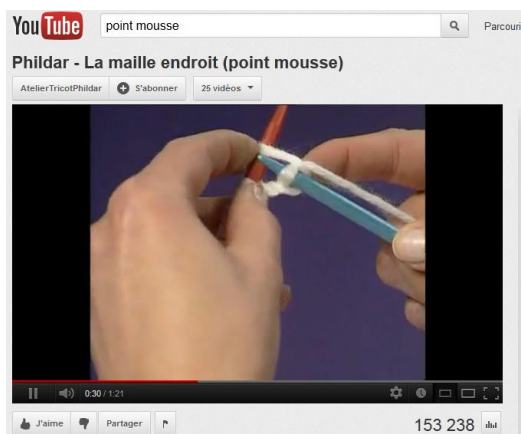 YouTube point mousse Parcouri
Phildar - La maille endroit (point mousse)
AtelierTricotPhildar S'abonner 25 vidéos
0:30 / 1:21
J'aime Partager 153 238